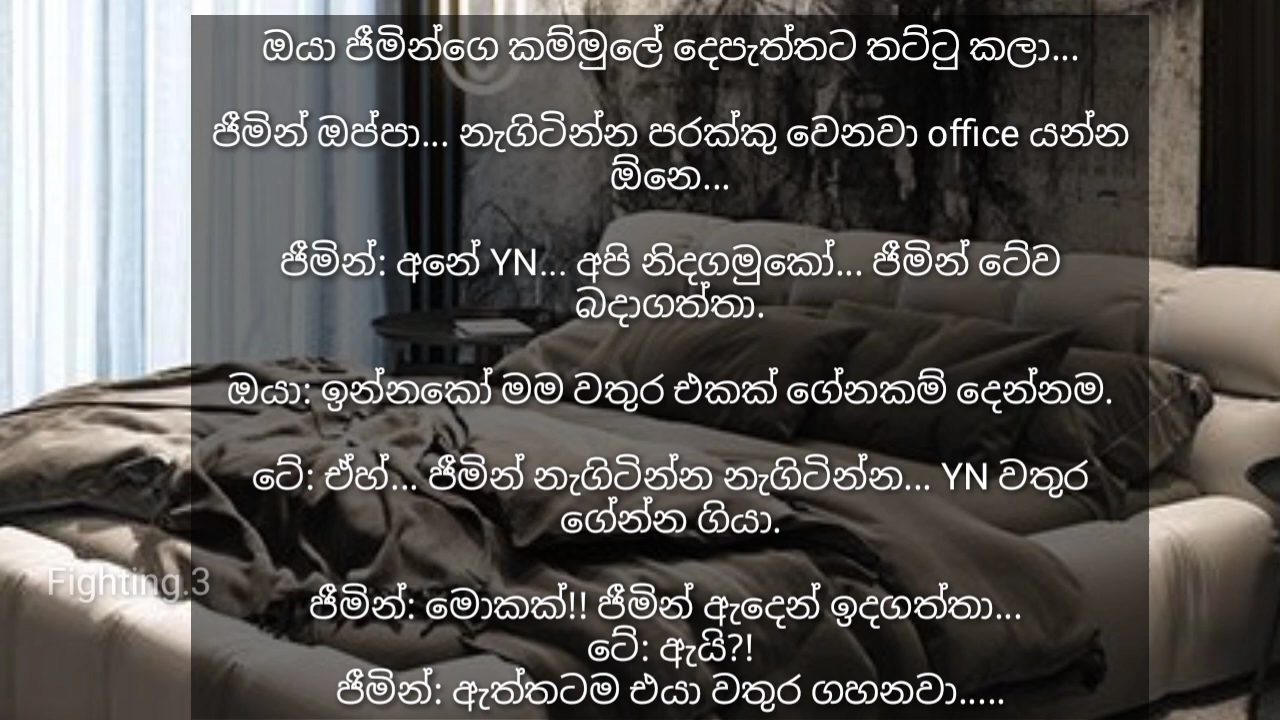 ඔයා ජීමින්ගෙ කම්මුලේ දෙපැත්තට තට්ටු කලා...
ජීමින් ඔප්පා... නැගිටින්න පරක්කු වෙනවා office යන්න
ඕනෙ...
ජීමින්: අනේ YN... අපි නිදගමුකෝ... ජීමින් ටේව
බදාගත්තා.
ඔයා: ඉන්නකෝ මම වතුර එකක් ගේනකම් දෙන්නම.
ටේ: ඒහ්... ජීමින් නැගිටින්න නැගිටින්න... YN වතුර
ගේන්න ගියා.
Fighting.3
ජීමින්: මොකක්!! ජීමින් ඇදෙන් ඉදගත්තා...
ටේ: ඇයි?!
ජීමින්: ඇත්තටම එයා වතුර ගහනවා.....